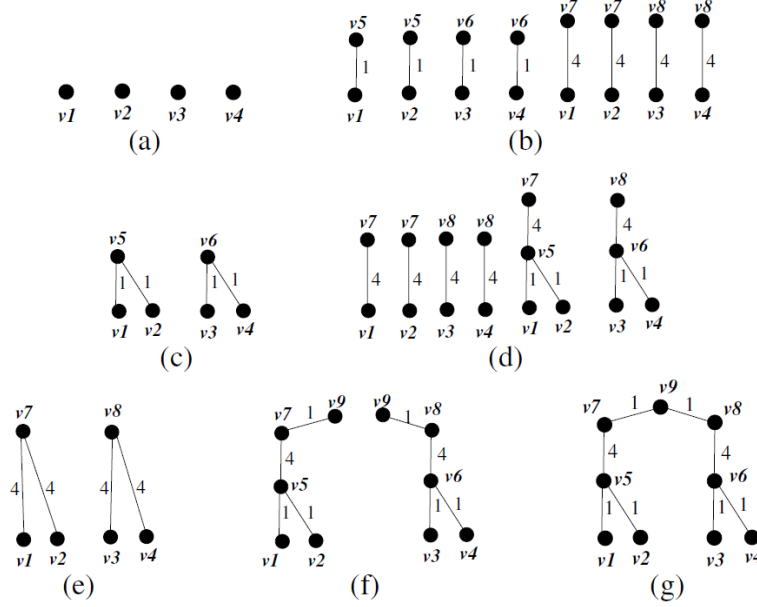 v1 v2 v3 v4
(a)
v5 v5 v6 v6 v7 v7 v8 v8
1 1 1 1 4 4 4 4
v1 v2 v3 v4 v1 v2 v3 v4
(b)
v5 v6
1 1 1 1
v1 v2 v3 v4
(c)
v7 v8
v7 v7 v8 v8 4 4
v5 v6
4 4 4 4 1 1 1 1
v1 v2 v3 v4 v1 v2 v3 v4
(d)
v7 v8
4 4 4 4
v1 v2 v3 v4
(e)
v9 v9
v7 1 1 v8
4 4
v5 v6
1 1 1 1
v1 v2 v3 v4
(f)
v9
v7 1 1 v8
4 4
v5 v6
1 1 1 1
v1 v2 v3 v4
(g)